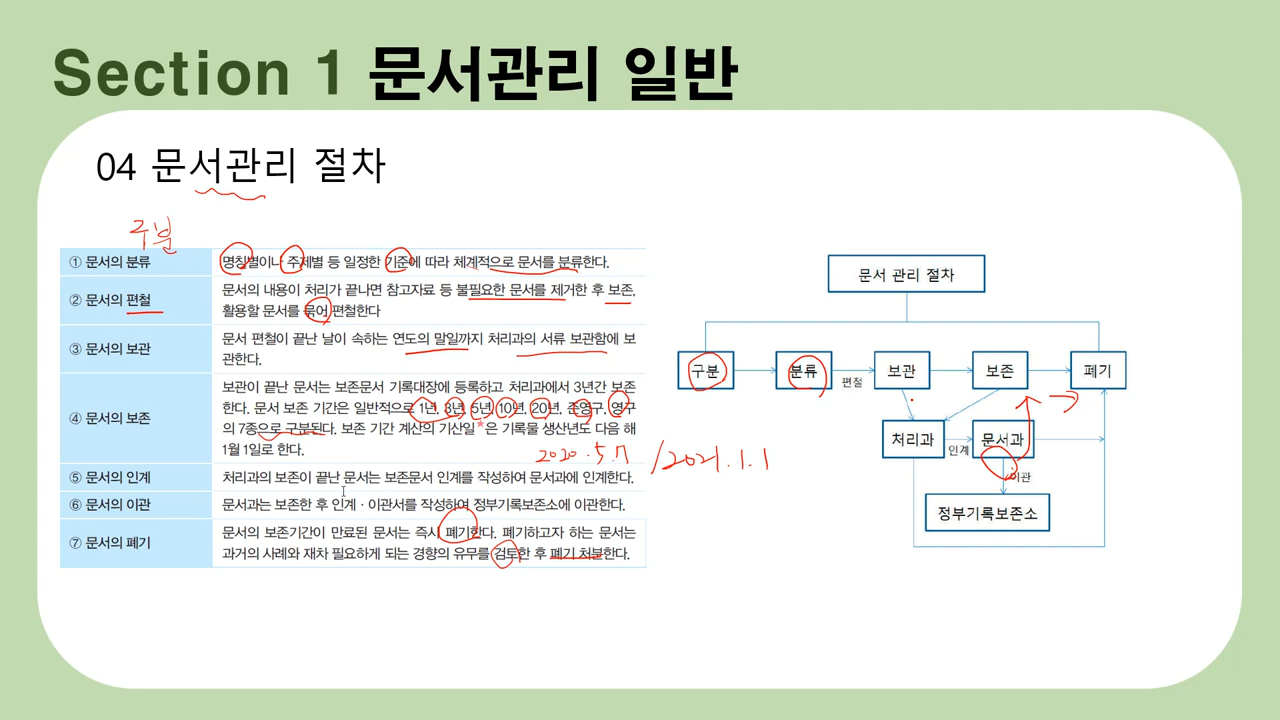 Section 1 문서관리 일반
04 문서관리 절차
구분
① 문서의 분류
명칭별이나 주제별 등 일정한 기준에 따라 체계적으로 문서를 분류한다.
② 문서의 편철
문서의 내용이 처리가 끝나면 참고자료 등 불필요한 문서를 제거한 후 보존,
활용할 문서를 묶어 편철한다
③ 문서의 보관
문서 편철이 끝난 날이 속하는 연도의 말일까지 처리과의 서류 보관함에 보
관한다.
④ 문서의 보존
보관이 끝난 문서는 보존문서 기록대장에 등록하고 처리과에서 3년간 보존
한다. 문서 보존 기간은 일반적으로 1년, 3년, 5년, 10년, 20년, 준영구, 영구
의 7종으로 구분된다. 보존 기간 계산의 기산일*은 기록물 생산년도 다음 해
1월 1일로 한다.
2020.5.7 /2021.1.1
⑤ 문서의 인계
처리과의 보존이 끝난 문서는 보존문서 인계를 작성하여 문서과에 인계한다.
⑥ 문서의 이관
문서과는 보존한 후 인계·이관서를 작성하여 정부기록보존소에 이관한다.
⑦ 문서의 폐기
문서의 보존기간이 만료된 문서는 즉시 폐기한다. 폐기하고자 하는 문서는
과거의 사례와 재차 필요하게 되는 경향의 유무를 검토한 후 폐기 처분한다.
문서 관리 절차
구분
분류
편철
보관
보존
폐기
처리과
인계
문서과
이관
정부기록보존소